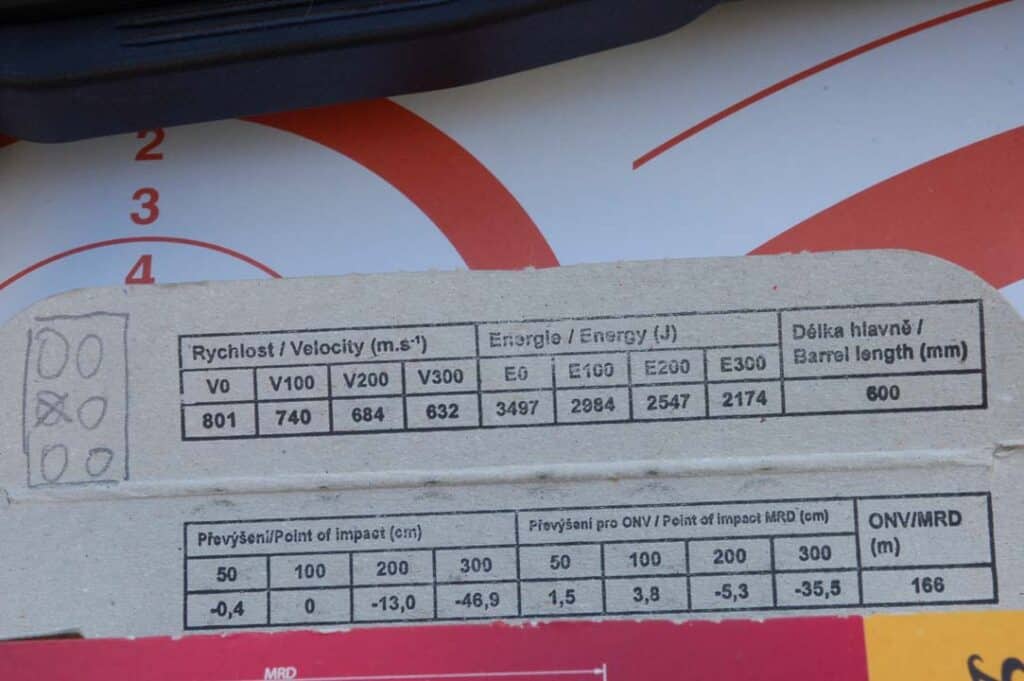 2
3
4
Rychlost / Velocity (m.s-¹) Energie / Energy (J) Délka hlavně / Barrel length (mm)
V0 V100 V200 V300 E0 E100 E200 E300
801 740 684 632 3497 2984 2547 2174 600
Převýšení/Point of impact (cm) Převýšení pro ONV / Point of impact MRD (cm) ONV/MRD (m)
50 100 200 300 50 100 200 300
-0,4 0 -13,0 -46,9 1,5 3,8 -5,3 -35,5 166
MRD